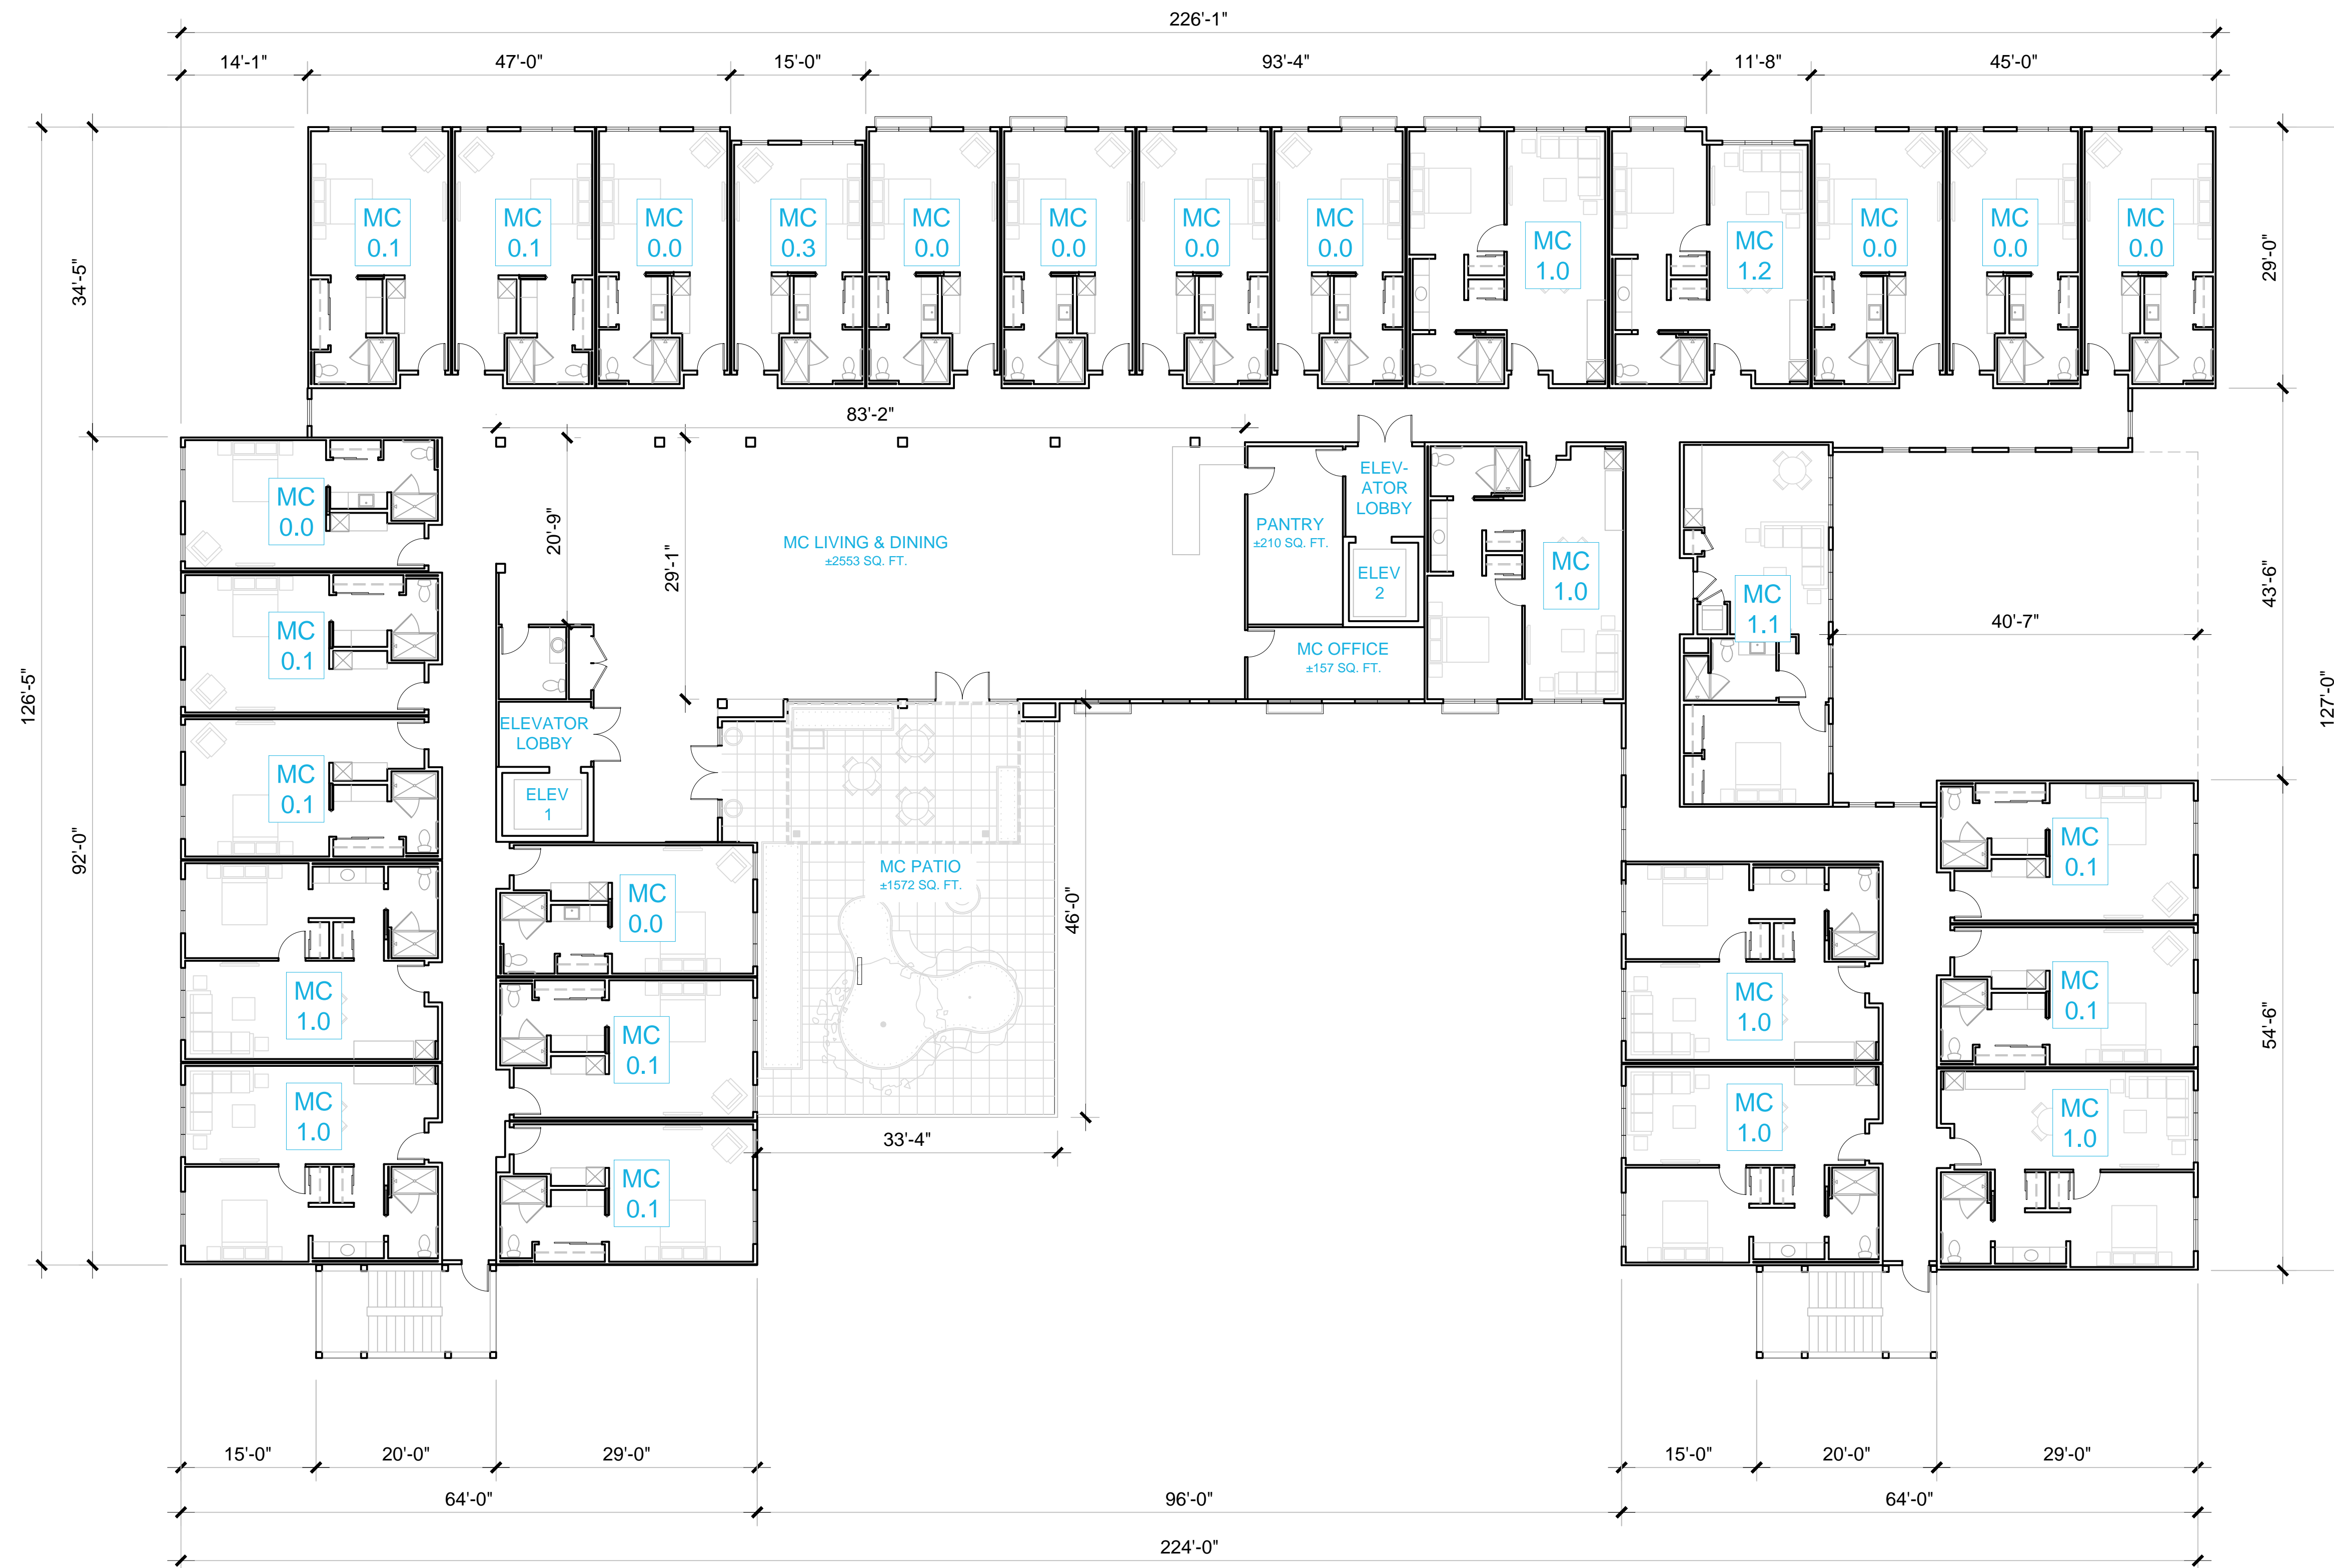 226'-1"
14'-1"
47'-0"
15'-0"
93'-4"
11'-8"
45'-0"
MC
0.1
MC
0.1
MC
0.0
MC
0.3
MC
0.0
MC
0.0
MC
0.0
MC
0.0
MC
1.0
MC
1.2
MC
0.0
MC
0.0
MC
0.0
34'-5"
29'-0"
83'-2"
MC
0.0
20'-9"
29'-1"
MC LIVING & DINING
±2553 SQ. FT.
PANTRY
±210 SQ. FT.
ELEV-
ATOR
LOBBY
ELEV
2
MC
1.0
MC
1.1
40'-7"
43'-6"
126'-5"
127'-0"
MC
0.1
MC OFFICE
±157 SQ. FT.
ELEVATOR
LOBBY
ELEV
1
MC
0.1
92'-0"
MC PATIO
±1572 SQ. FT.
46'-0"
MC
0.0
MC
0.1
MC
1.0
MC
0.1
MC
1.0
MC
0.1
MC
1.0
54'-6"
MC
1.0
MC
0.1
33'-4"
MC
1.0
MC
1.0
15'-0"
20'-0"
29'-0"
15'-0"
20'-0"
29'-0"
64'-0"
96'-0"
64'-0"
224'-0"